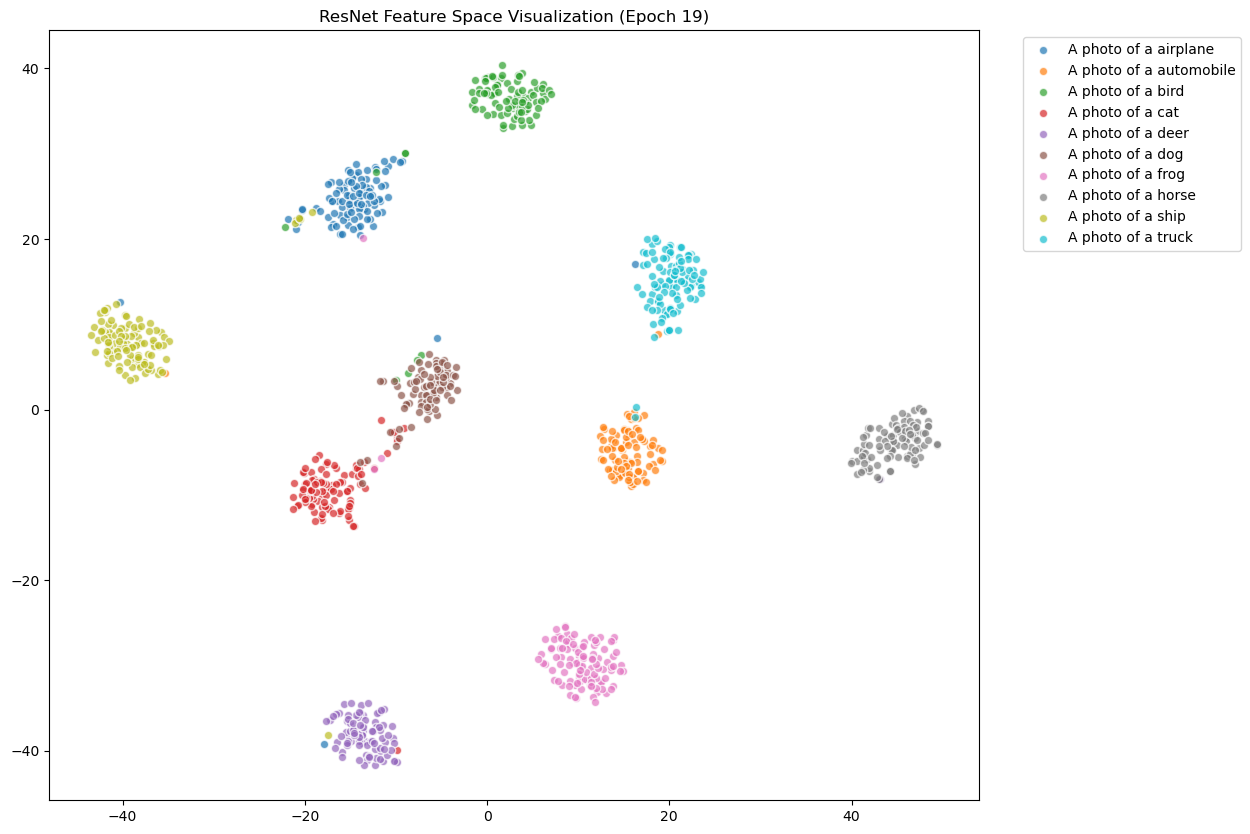 ResNet Feature Space Visualization (Epoch 19)
A photo of a airplane
A photo of a automobile
A photo of a bird
A photo of a cat
A photo of a deer
A photo of a dog
A photo of a frog
A photo of a horse
A photo of a ship
A photo of a truck
40
20
0
−20
−40
−40
−20
0
20
40